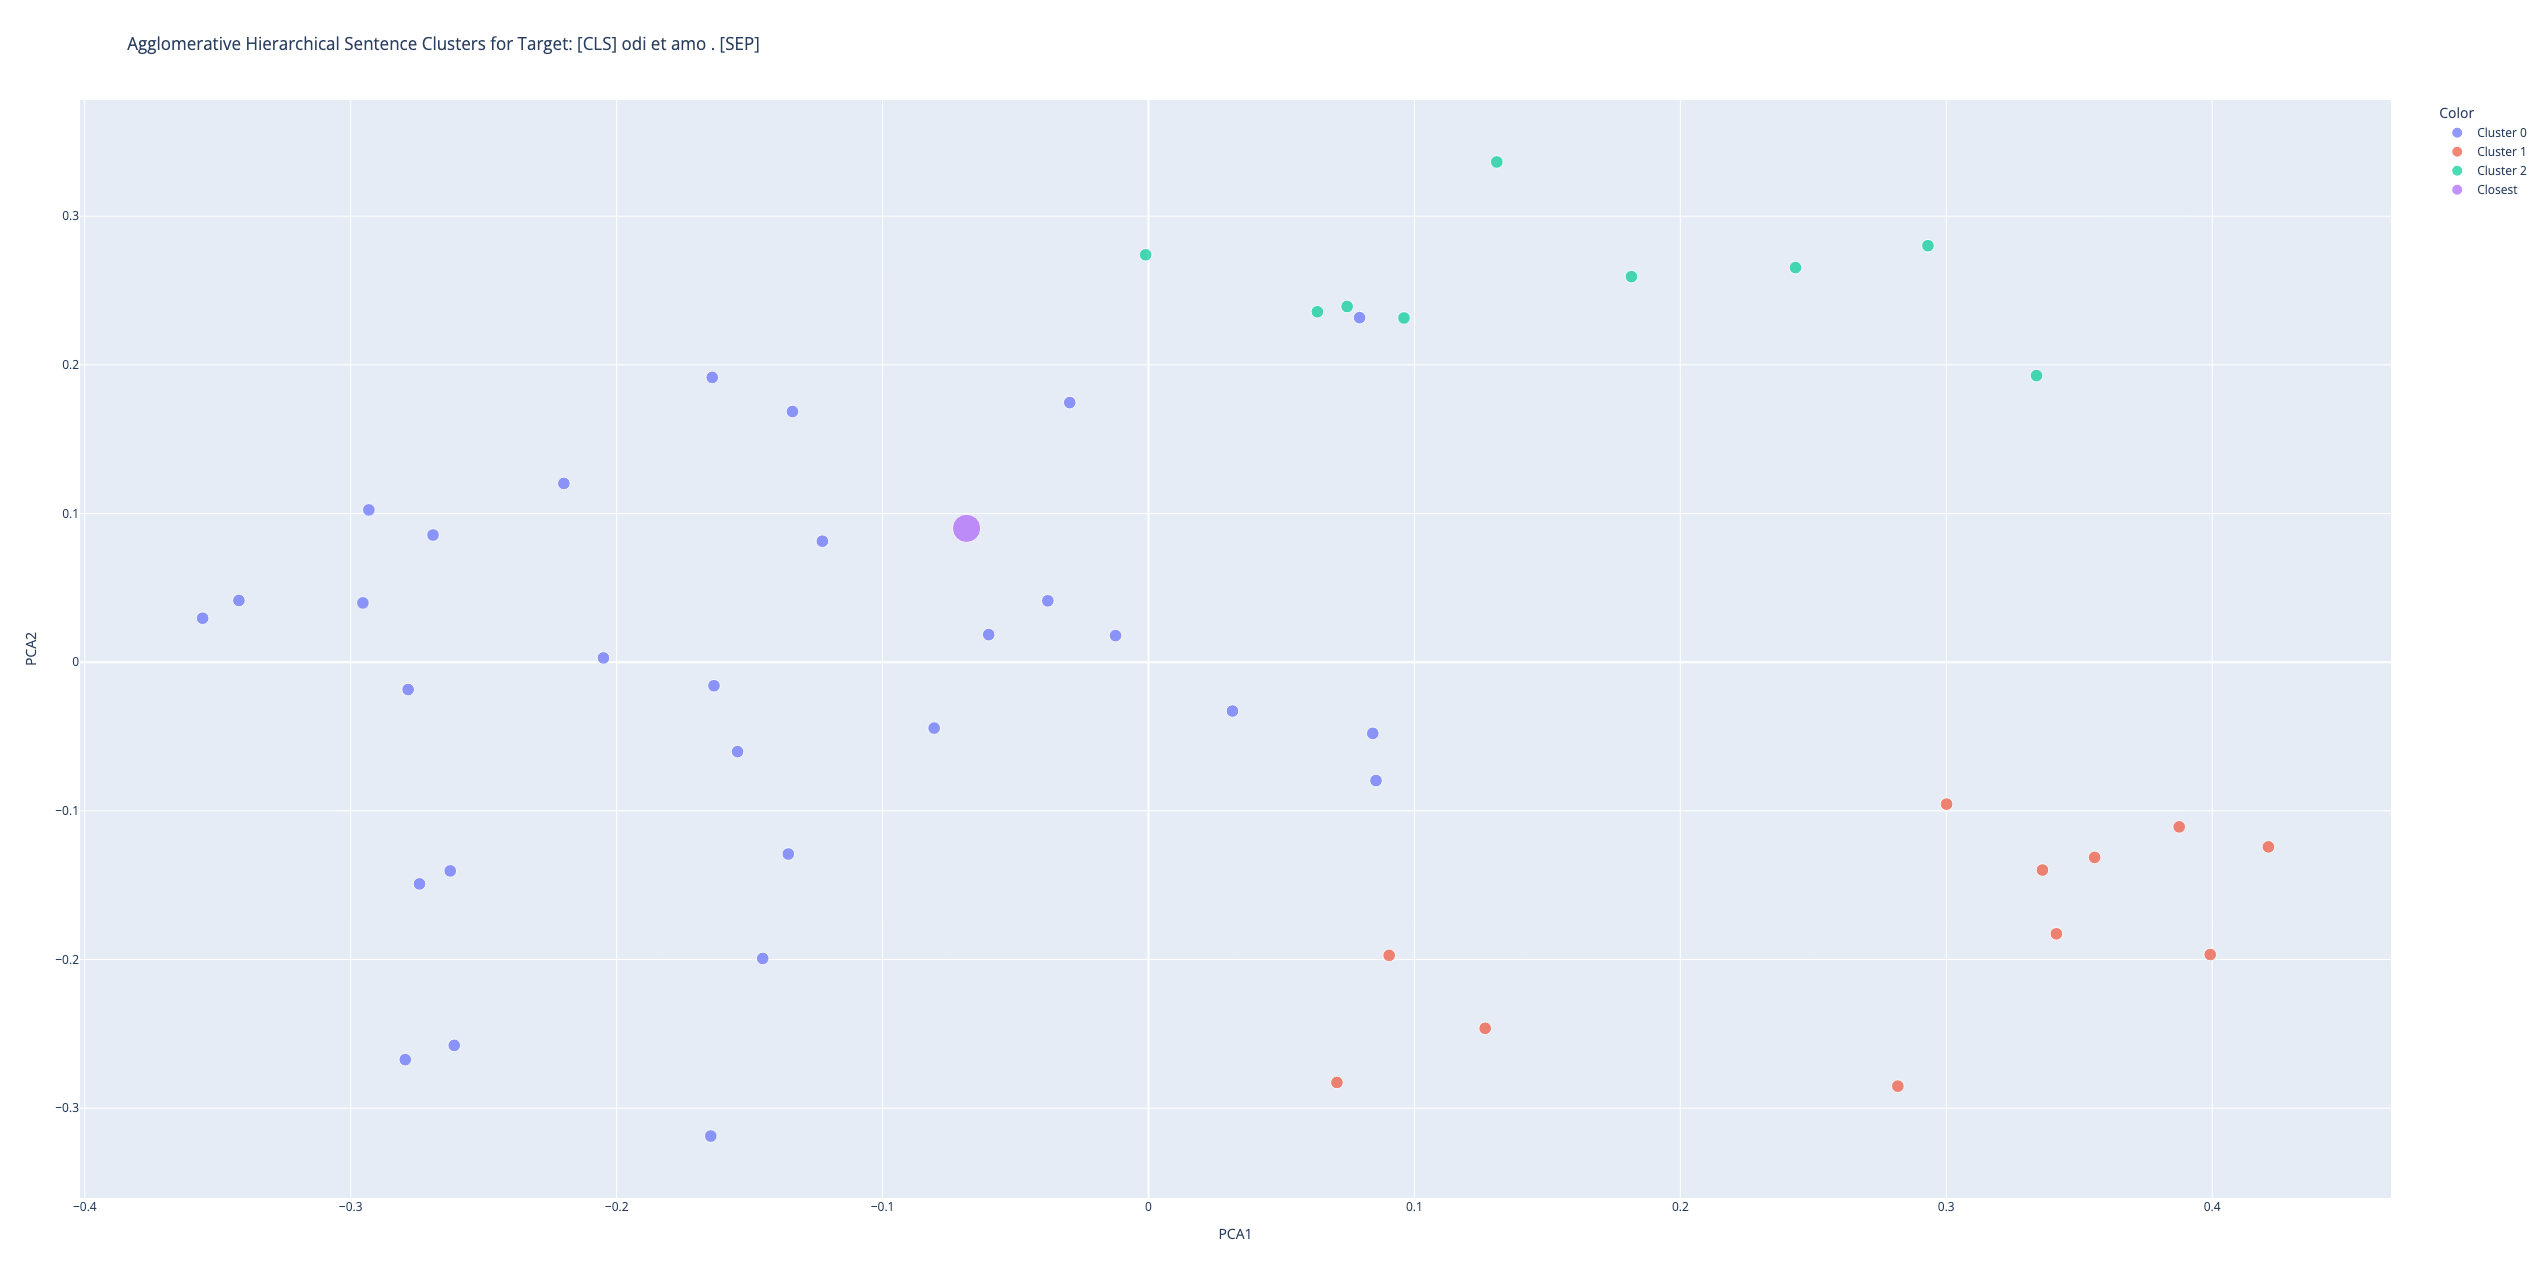 Agglomerative Hierarchical Sentence Clusters for Target: [CLS] odi et amo . [SEP]
Color
Cluster 0
Cluster 1
Cluster 2
Closest
0.3
0.2
0.1
0
−0.1
−0.2
−0.3
PCA2
−0.4
−0.3
−0.2
−0.1
0
0.1
0.2
0.3
0.4
PCA1